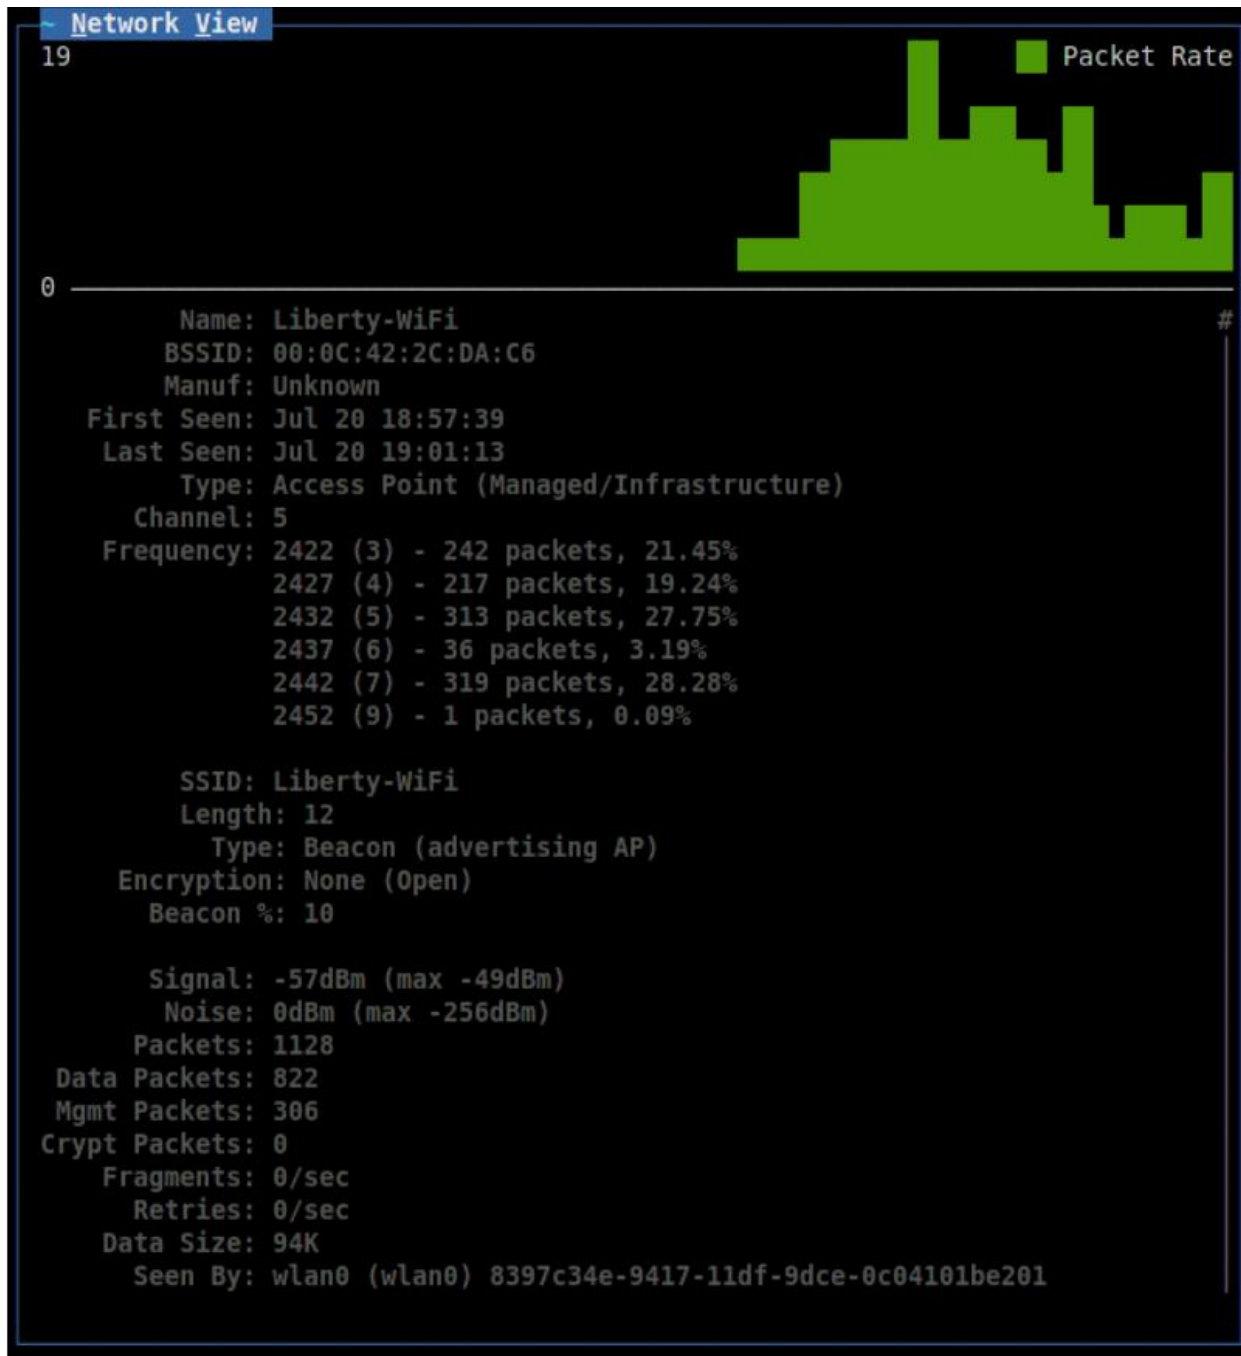 ~ Network View
19
Packet Rate
0
Name: Liberty-WiFi #
BSSID: 00:0C:42:2C:DA:C6
Manuf: Unknown
First Seen: Jul 20 18:57:39
Last Seen: Jul 20 19:01:13
Type: Access Point (Managed/Infrastructure)
Channel: 5
Frequency: 2422 (3) - 242 packets, 21.45%
2427 (4) - 217 packets, 19.24%
2432 (5) - 313 packets, 27.75%
2437 (6) - 36 packets, 3.19%
2442 (7) - 319 packets, 28.28%
2452 (9) - 1 packets, 0.09%
SSID: Liberty-WiFi
Length: 12
Type: Beacon (advertising AP)
Encryption: None (Open)
Beacon %: 10
Signal: -57dBm (max -49dBm)
Noise: 0dBm (max -256dBm)
Packets: 1128
Data Packets: 822
Mgmt Packets: 306
Crypt Packets: 0
Fragments: 0/sec
Retries: 0/sec
Data Size: 94K
Seen By: wlan0 (wlan0) 8397c34e-9417-11df-9dce-0c04101be201